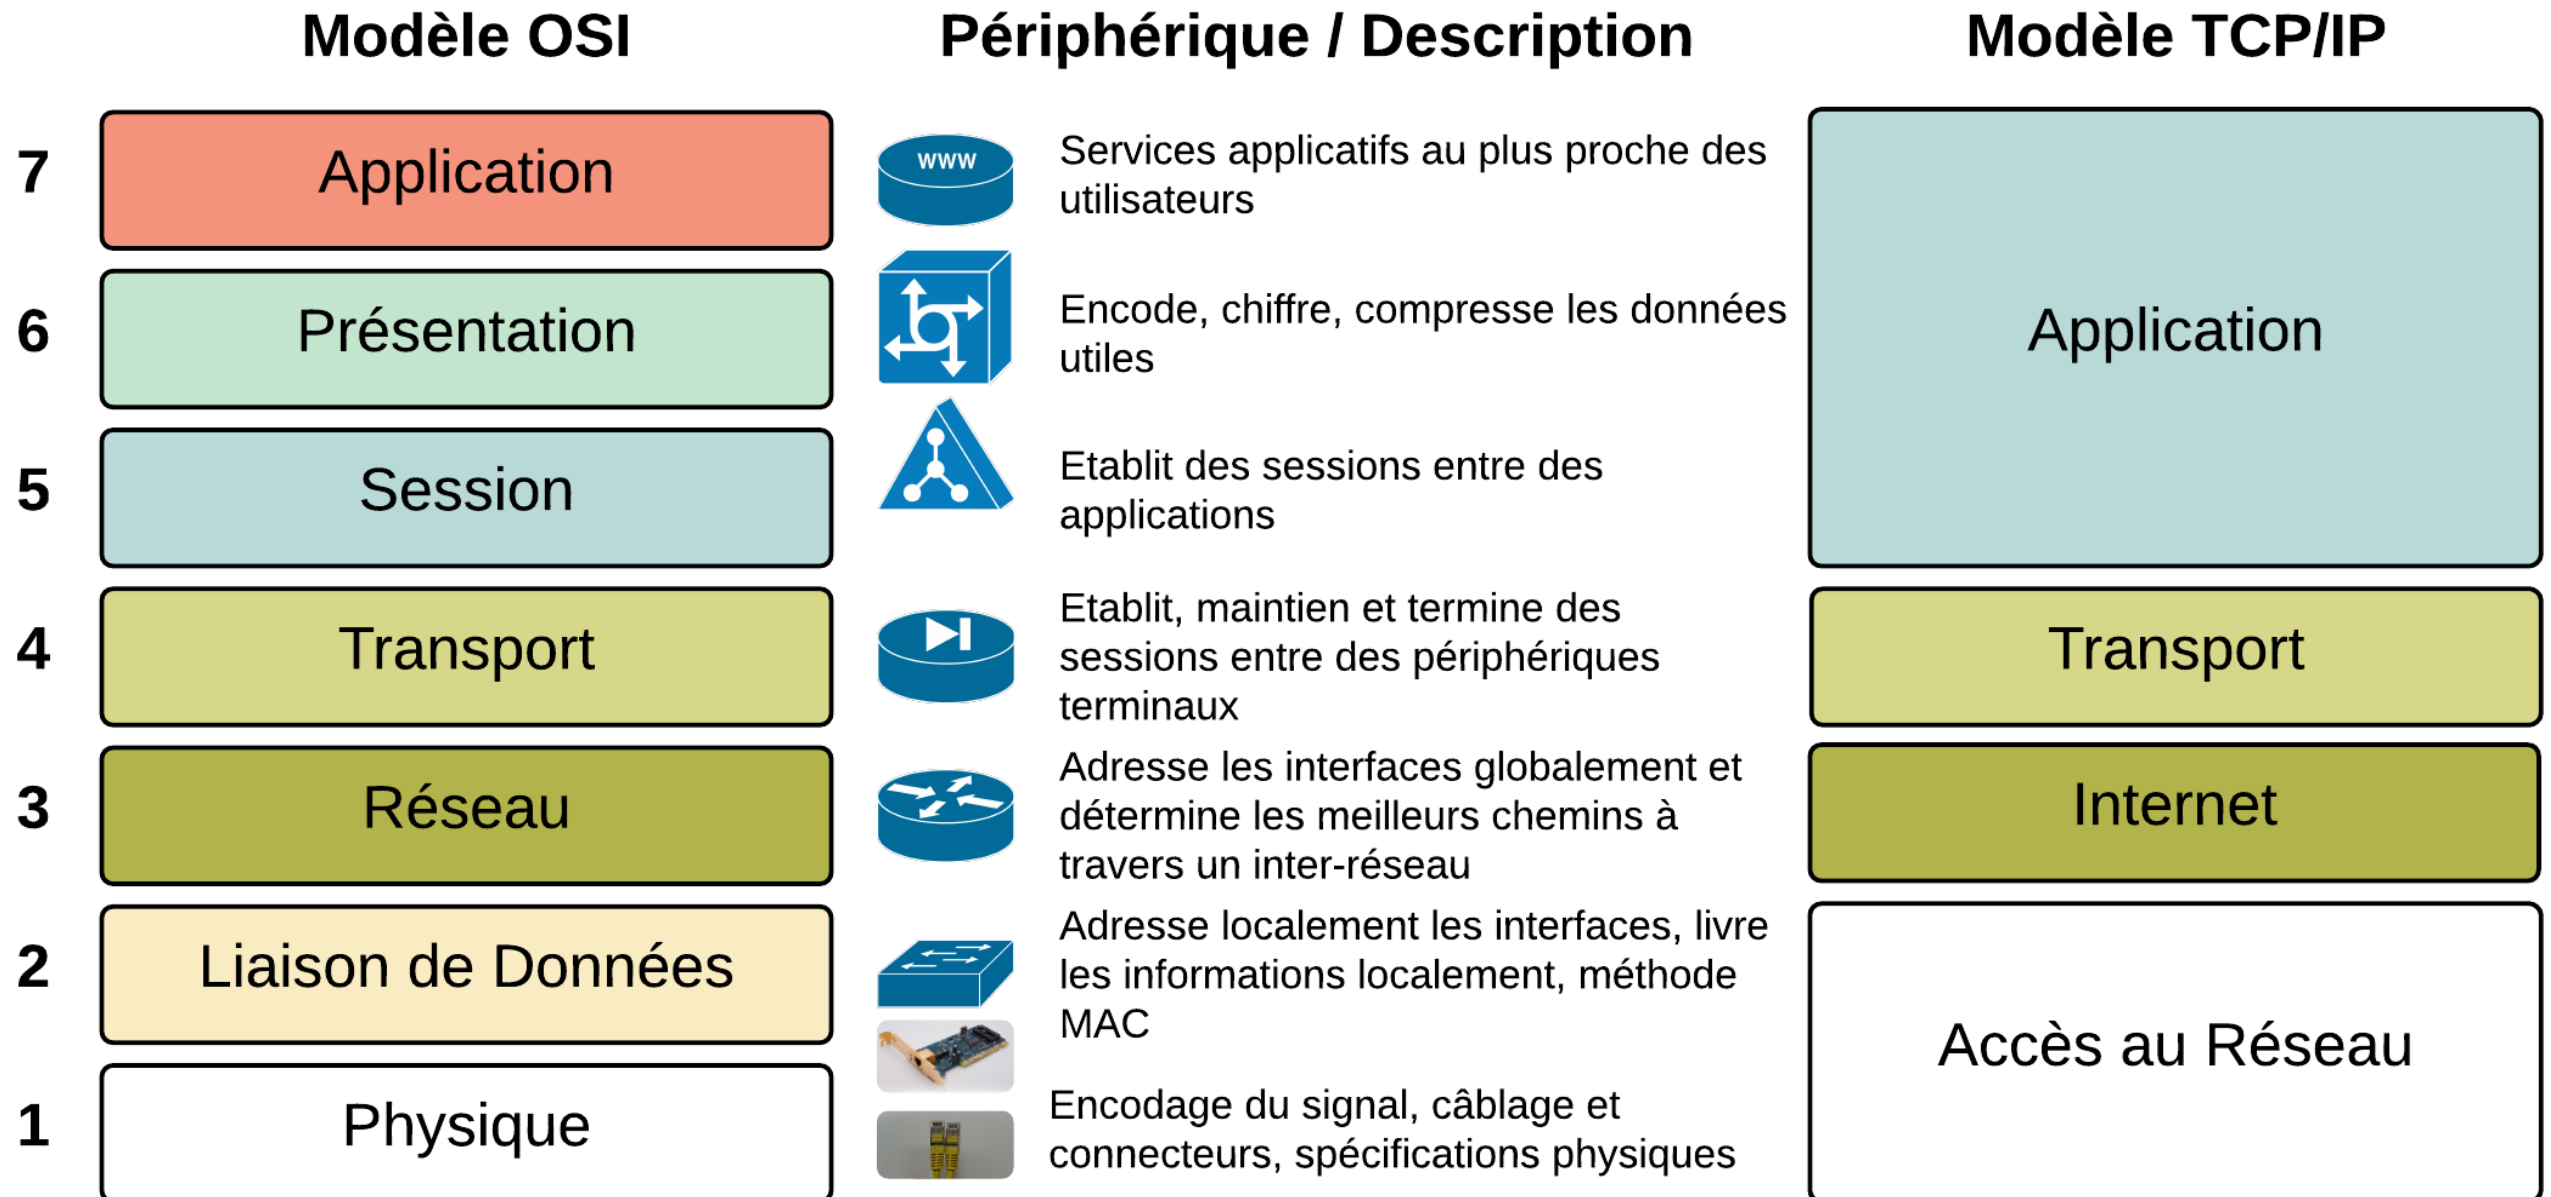 Modèle OSI
Périphérique / Description
Modèle TCP/IP
7
Application
www
Services applicatifs au plus proche des
utilisateurs
6
Présentation
Encode, chiffre, compresse les données
utiles
Application
5
Session
Etablit des sessions entre des
applications
4
Transport
Etablit, maintien et termine des
sessions entre des périphériques
terminaux
Transport
3
Réseau
Adresse les interfaces globalement et
détermine les meilleurs chemins à
travers un inter-réseau
Internet
2
Liaison de Données
Adresse localement les interfaces, livre
les informations localement, méthode
MAC
Accès au Réseau
1
Physique
Encodage du signal, câblage et
connecteurs, spécifications physiques